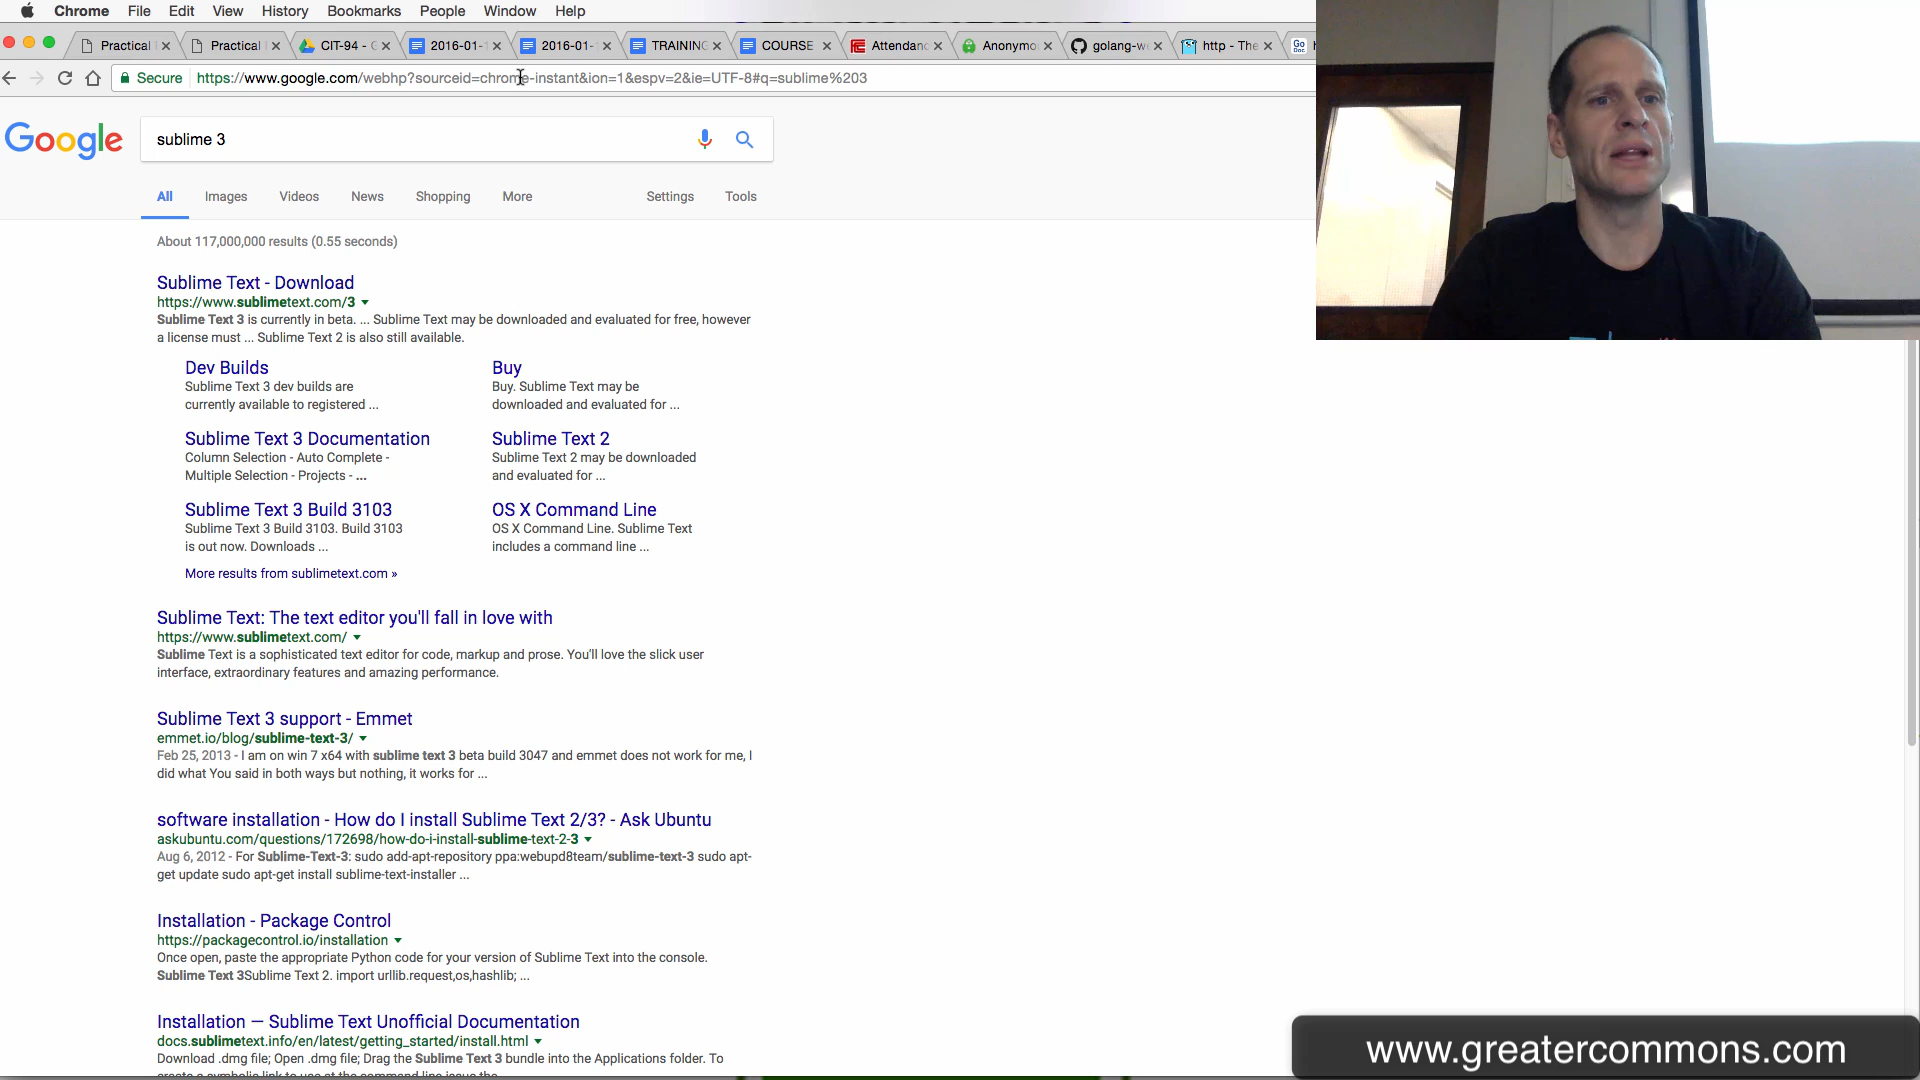 Chrome File Edit View History Bookmarks People Window Help
Practical × Practical × CIT-94 - × 2016-01- × 2016-01- × TRAINING × COURSE × Attendanc × Anonymo × golang-w × http - The ×
Secure https://www.google.com/webhp?sourceid=chrome-instant&ion=1&espv=2&ie=UTF-8#q=sublime%203
Google sublime 3
All Images Videos News Shopping More Settings Tools
About 117,000,000 results (0.55 seconds)
Sublime Text - Download
https://www.sublimetext.com/3
Sublime Text 3 is currently in beta. ... Sublime Text may be downloaded and evaluated for free, however
a license must ... Sublime Text 2 is also still available.
Dev Builds
Sublime Text 3 dev builds are
currently available to registered ...
Buy
Buy. Sublime Text may be
downloaded and evaluated for ...
Sublime Text 3 Documentation
Column Selection - Auto Complete -
Multiple Selection - Projects - ...
Sublime Text 2
Sublime Text 2 may be downloaded
and evaluated for ...
Sublime Text 3 Build 3103
Sublime Text 3 Build 3103. Build 3103
is out now. Downloads ...
OS X Command Line
OS X Command Line. Sublime Text
includes a command line ...
More results from sublimetext.com »
Sublime Text: The text editor you'll fall in love with
https://www.sublimetext.com/
Sublime Text is a sophisticated text editor for code, markup and prose. You'll love the slick user
interface, extraordinary features and amazing performance.
Sublime Text 3 support - Emmet
emmet.io/blog/sublime-text-3/
Feb 25, 2013 - I am on win 7 x64 with sublime text 3 beta build 3047 and emmet does not work for me, I
did what You said in both ways but nothing, it works for ...
software installation - How do I install Sublime Text 2/3? - Ask Ubuntu
askubuntu.com/questions/172698/how-do-i-install-sublime-text-2-3
Aug 6, 2012 - For Sublime-Text-3: sudo add-apt-repository ppa:webupd8team/sublime-text-3 sudo apt-
get update sudo apt-get install sublime-text-installer ...
Installation - Package Control
https://packagecontrol.io/installation
Once open, paste the appropriate Python code for your version of Sublime Text into the console.
Sublime Text 3Sublime Text 2. import urllib.request,os,hashlib; ...
Installation — Sublime Text Unofficial Documentation
docs.sublimetext.info/en/latest/getting_started/install.html
Download .dmg file; Open .dmg file; Drag the Sublime Text 3 bundle into the Applications folder. To
www.greatercommons.com